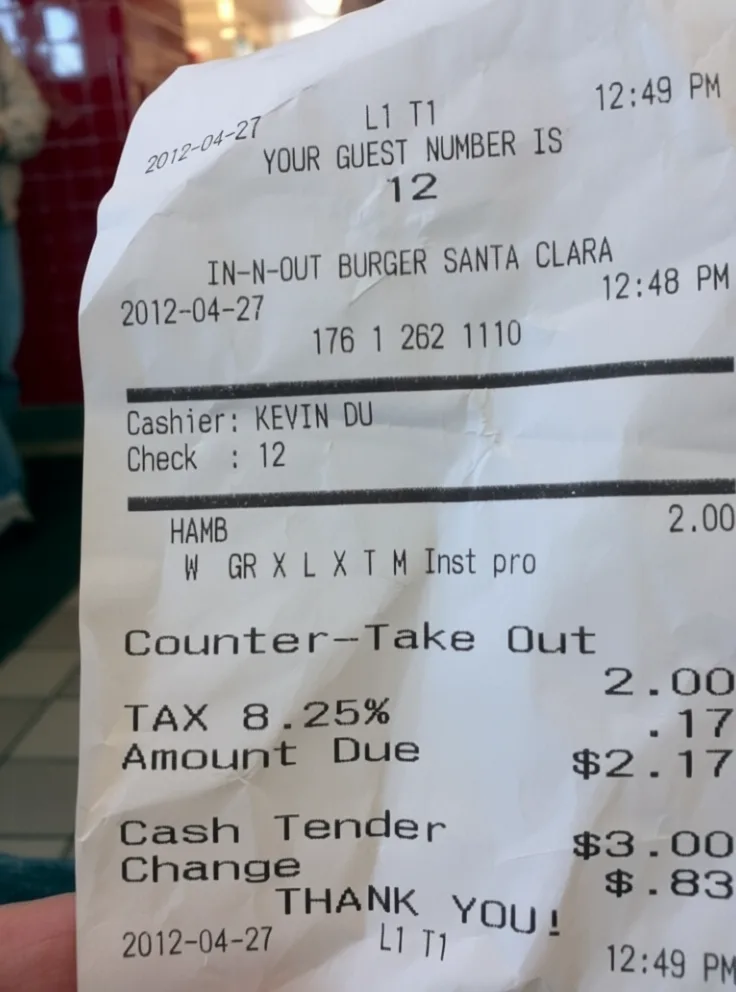 2012-04-27 L1 T1 12:49 PM
YOUR GUEST NUMBER IS
12
IN-N-OUT BURGER SANTA CLARA
2012-04-27 12:48 PM
176 1 262 1110
Cashier: KEVIN DU
Check : 12
HAMB 2.00
W GR X L X T M Inst pro
Counter-Take Out
2.00
TAX 8.25% .17
Amount Due $2.17
Cash Tender $3.00
Change $.83
THANK YOU!
2012-04-27 L1 T1 12:49 PM